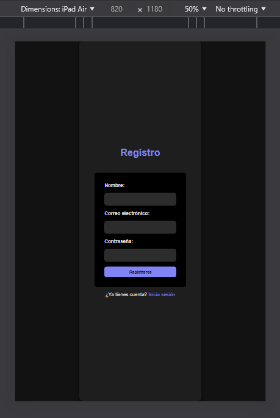 Dimensions: iPad Air ▼ 820 × 1180 50% ▼ No throttling ▼
Registro
Nombre:
Correo electrónico:
Contraseña:
Registrarse
¿Ya tienes cuenta? Inicia sesión